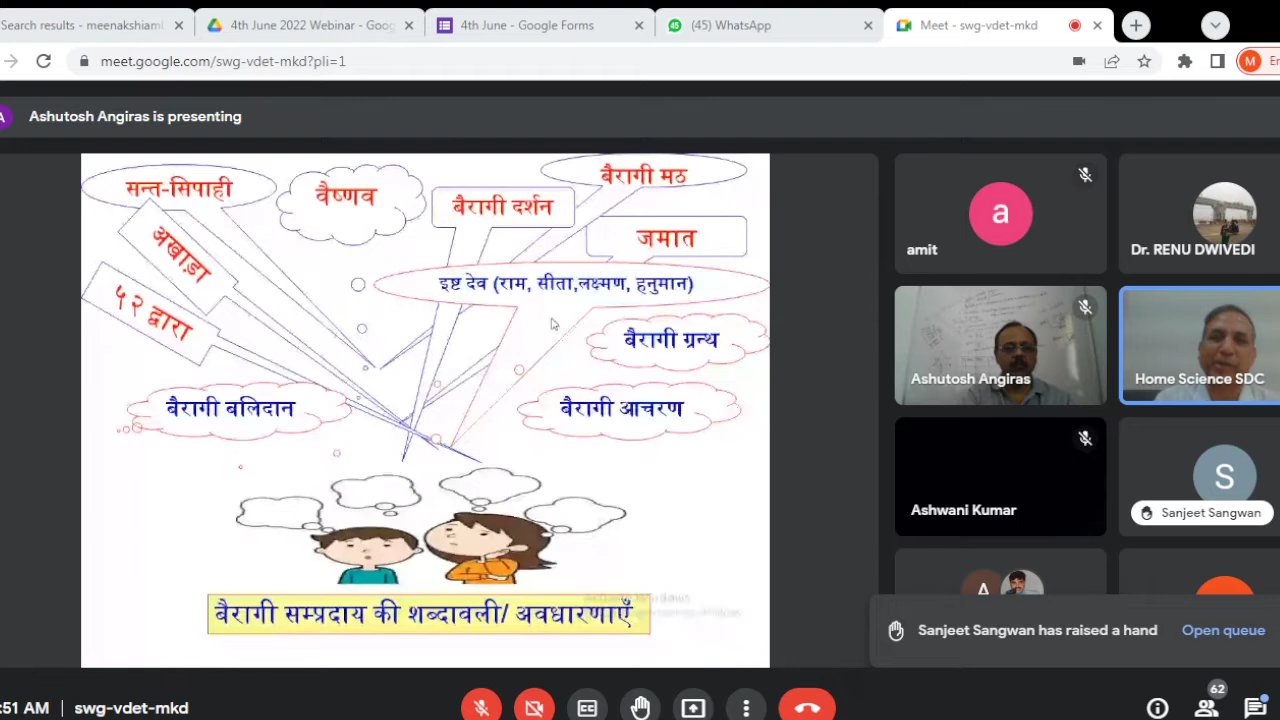 Search results - meenakshiaml
4th June 2022 Webinar - Goog
4th June - Google Forms
(45) WhatsApp
Meet - swg-vdet-mkd
meet.google.com/swg-vdet-mkd?pli=1
M
A
Ashutosh Angiras is presenting
सन्त-सिपाही
वैष्णव
बैरागी दर्शन
बैरागी मठ
अखाड़ा
जमात
५२ द्वारा
इष्ट देव (राम, सीता,लक्ष्मण, हनुमान)
बैरागी ग्रन्थ
बैरागी बलिदान
बैरागी आचरण
बैरागी सम्प्रदाय की शब्दावली/ अवधारणाएँ
a
amit
Dr. RENU DWIVEDI
Ashutosh Angiras
Home Science SDC
Ashwani Kumar
S
Sanjeet Sangwan
A
Sanjeet Sangwan has raised a hand
Open queue
:51 AM
swg-vdet-mkd
62